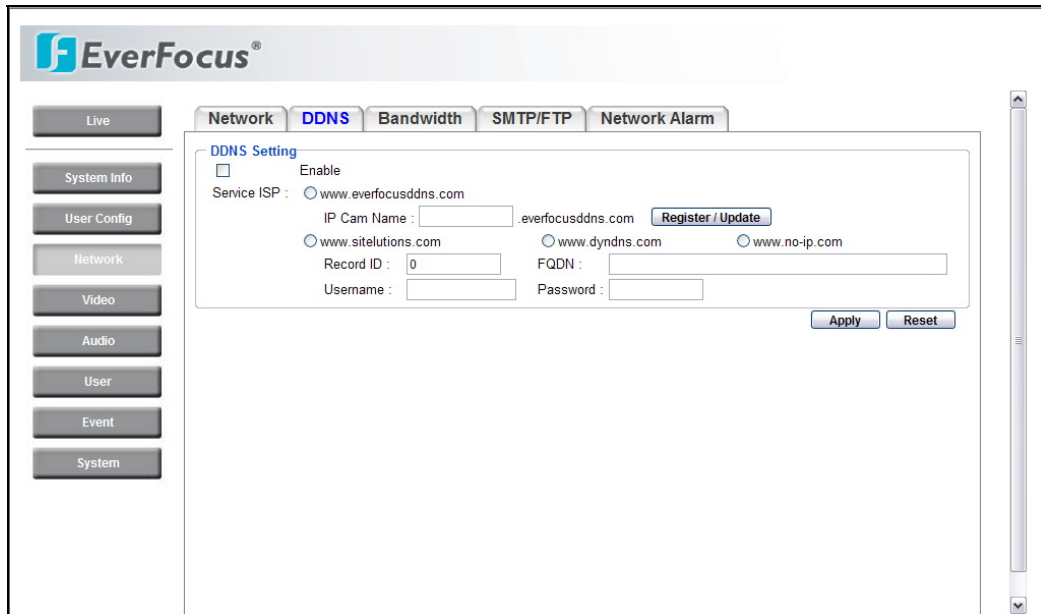 EverFocus®
Live
System Info
User Config
Network
Video
Audio
User
Event
System
Network DDNS Bandwidth SMTP/FTP Network Alarm
DDNS Setting
Enable
Service ISP : www.everfocusddns.com
IP Cam Name : .everfocusddns.com Register / Update
www.sitelutions.com www.dyndns.com www.no-ip.com
Record ID : 0 FQDN :
Username : Password :
Apply Reset